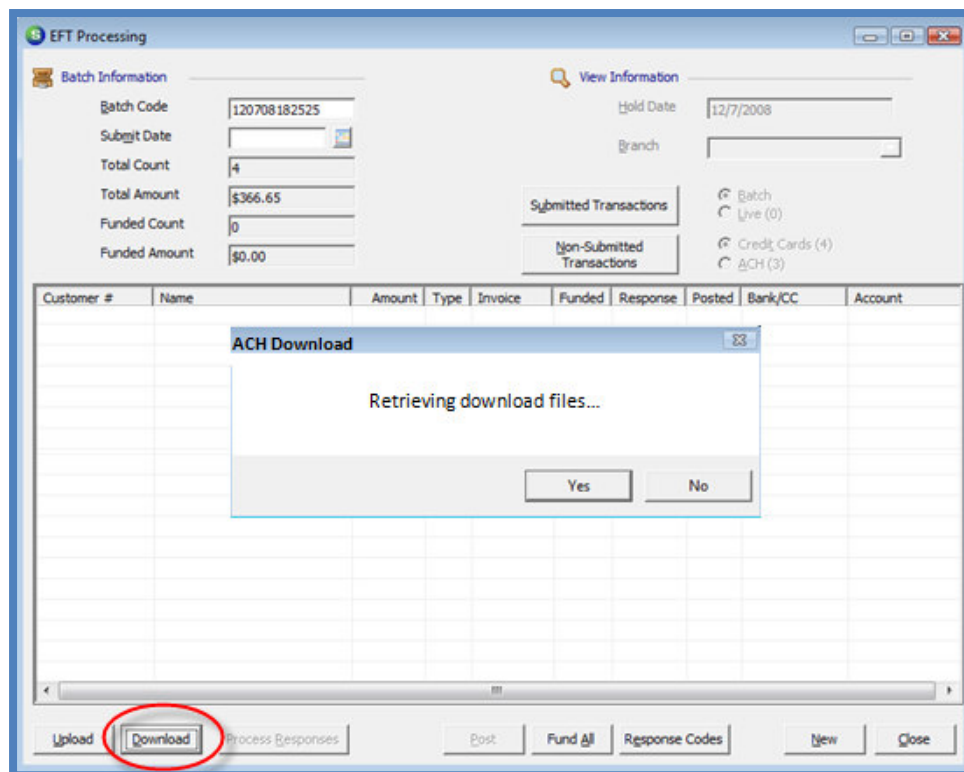 EFT Processing
Batch Information
Batch Code 120708182525
Submit Date
Total Count 4
Total Amount $366.65
Funded Count 0
Funded Amount $0.00
View Information
Hold Date 12/7/2008
Branch
Submitted Transactions
Batch
Live (0)
Non-Submitted
Transactions
Credit Cards (4)
ACH (3)
Customer # Name Amount Type Invoice Funded Response Posted Bank/CC Account
ACH Download
Retrieving download files...
Yes No
Upload Download Process Responses Post Fund All Response Codes New Close